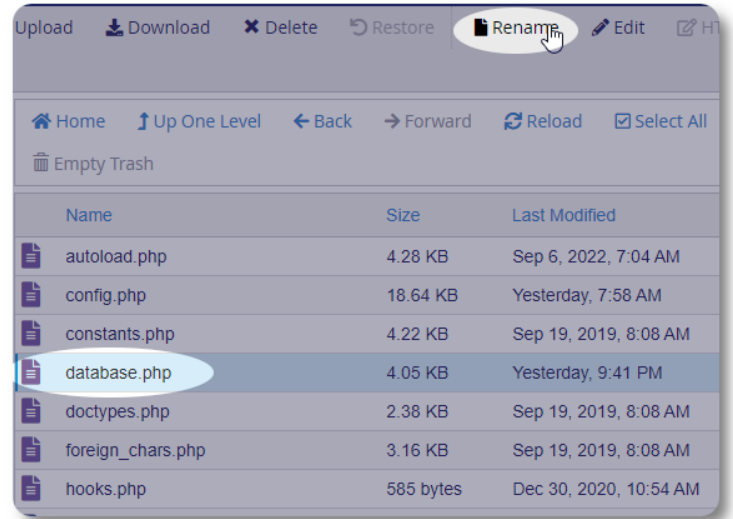 Upload Download Delete Restore Rename Edit HT
Home Up One Level Back Forward Reload Select All
Empty Trash
Name Size Last Modified
autoload.php 4.28 KB Sep 6, 2022, 7:04 AM
config.php 18.64 KB Yesterday, 7:58 AM
constants.php 4.22 KB Sep 19, 2019, 8:08 AM
database.php 4.05 KB Yesterday, 9:41 PM
doctypes.php 2.38 KB Sep 19, 2019, 8:08 AM
foreign_chars.php 3.16 KB Sep 19, 2019, 8:08 AM
hooks.php 585 bytes Dec 30, 2020, 10:54 AM